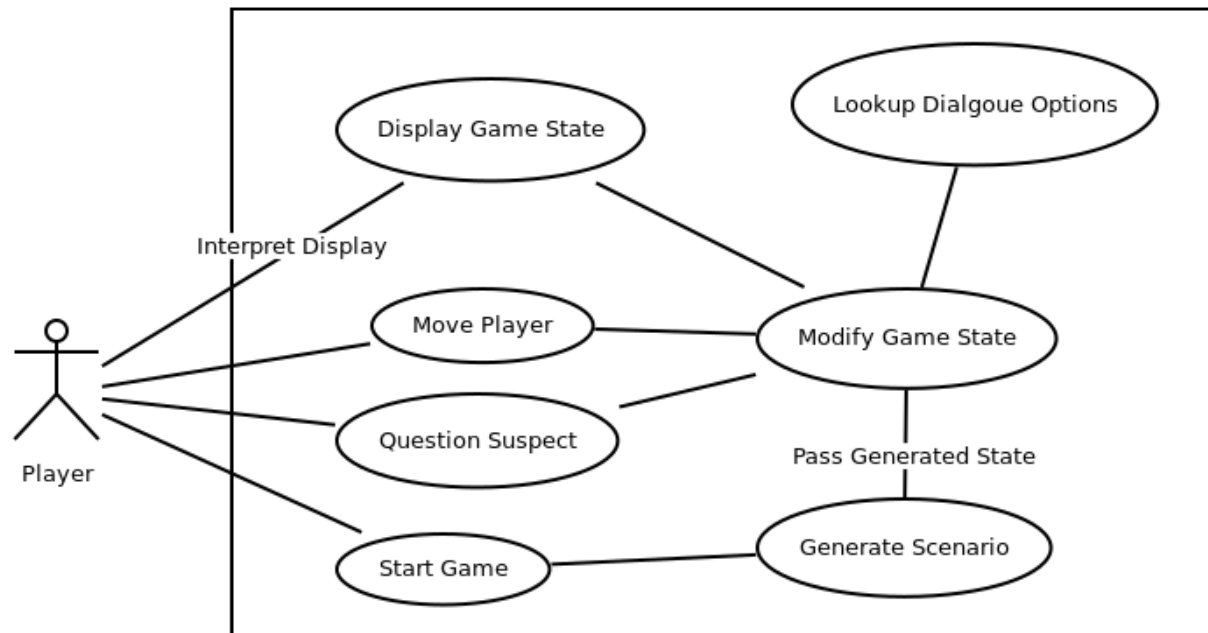 Lookup Dialgoue Options
Display Game State
Interpret Display
Move Player
Modify Game State
Question Suspect
Pass Generated State
Player
Generate Scenario
Start Game